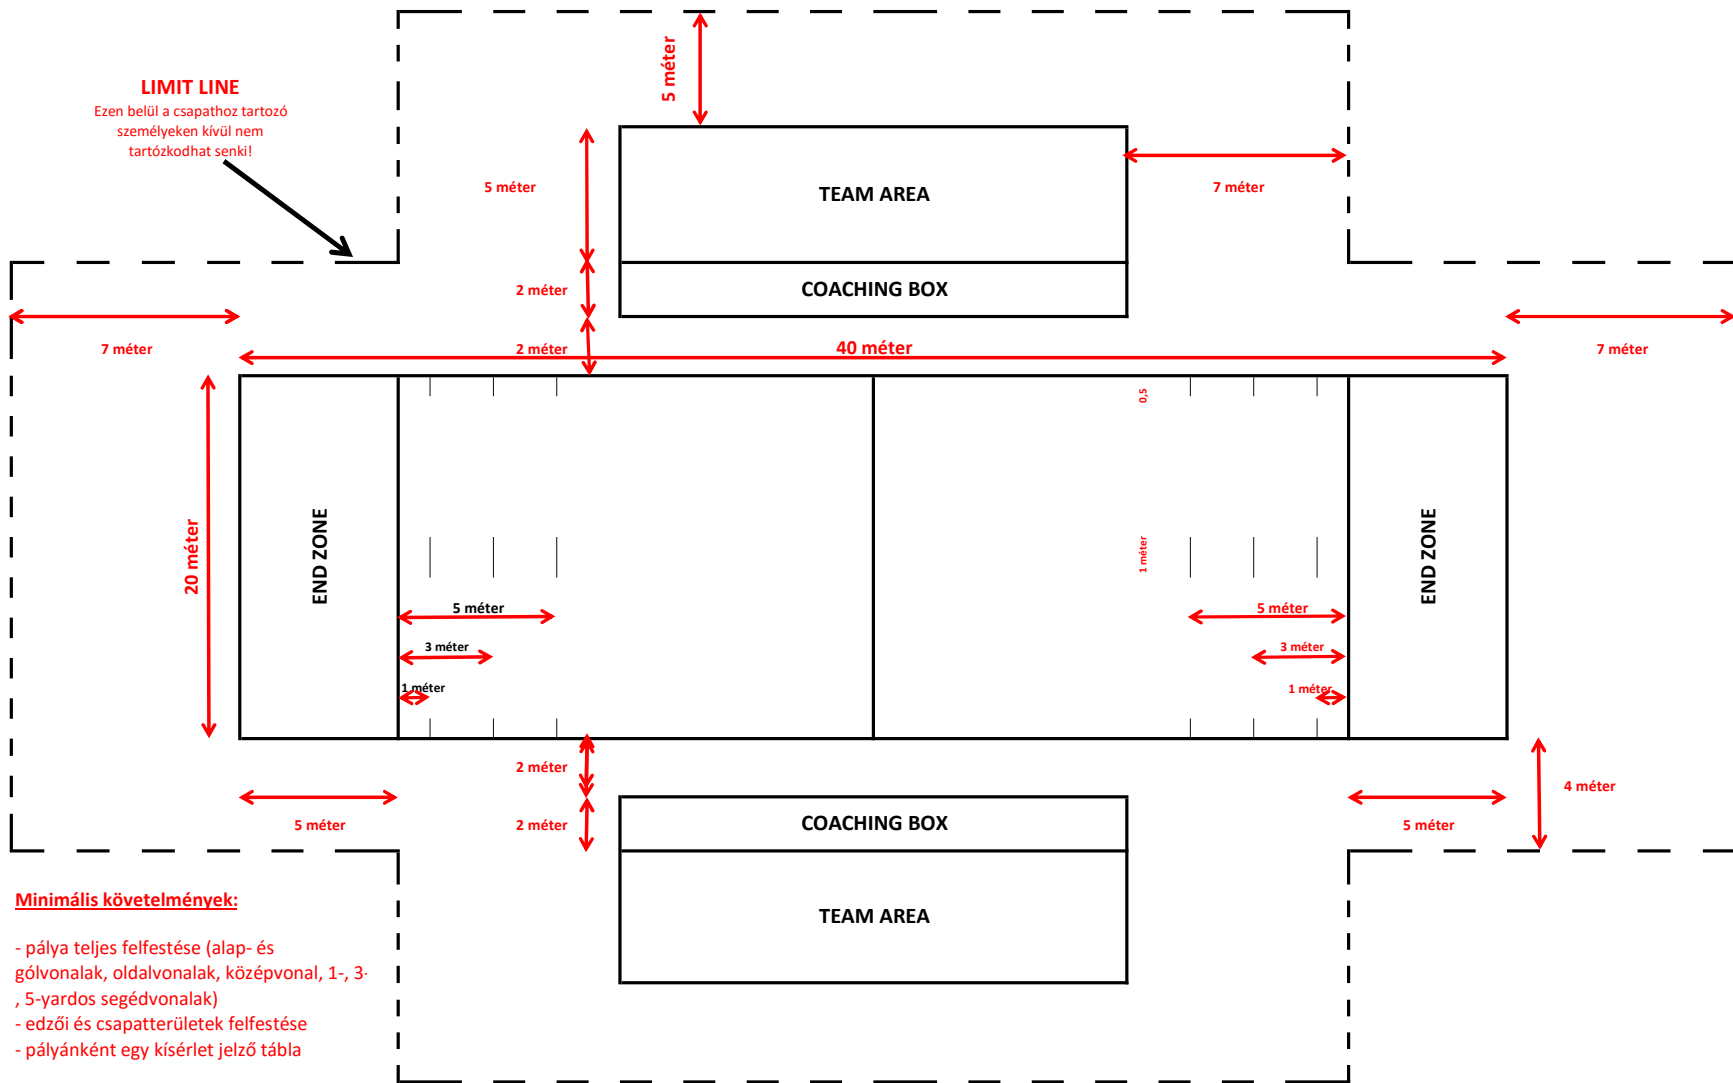 5 méter
LIMIT LINE
Ezen belül a csapathoz tartozó
személyeken kívül nem
tartózkodhat senki!
5 méter
TEAM AREA
7 méter
2 méter
COACHING BOX
7 méter
2 méter
40 méter
7 méter
0,5
20 méter
END ZONE
1 méter
END ZONE
5 méter
5 méter
3 méter
3 méter
1 méter
1 méter
2 méter
4 méter
5 méter
2 méter
COACHING BOX
5 méter
Minimális követelmények:
TEAM AREA
- pálya teljes felfestése (alap- és
gólvonalak, oldalvonalak, középvonal, 1-, 3-
, 5-yardos segédvonalak)
- edzői és csapatterületek felfestése
- pályánként egy kísérlet jelző tábla